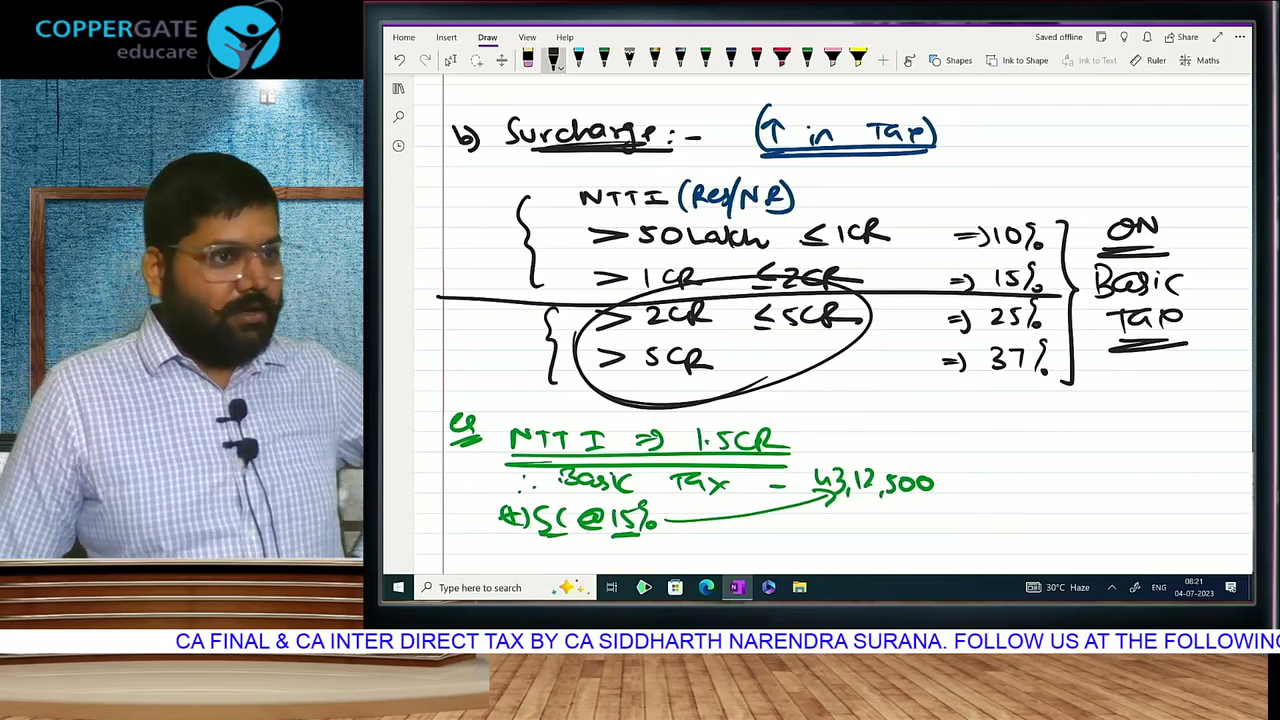 COPPERGATE
educare
Home Insert Draw View Help
Saved offline
Share
Shapes
Ink to Shape
Ink to Text
Ruler
Maths
b) Surcharge:- (↑ in Tax)
NTTI (Res/NR)
> 50 Lakh ≤ 1CR => 10%
> 1CR ≤ 2CR => 15%
> 2CR ≤ 5CR => 25%
> 5CR => 37%
ON
Basic
Tax
eg
NTTI => 1.5CR
∴ Basic Tax - 43,12,500
(+) SC @ 15%
Type here to search
30°C Haze
ENG
08:21
04-07-2023
CA FINAL & CA INTER DIRECT TAX BY CA SIDDHARTH NARENDRA SURANA. FOLLOW US AT THE FOLLOWING